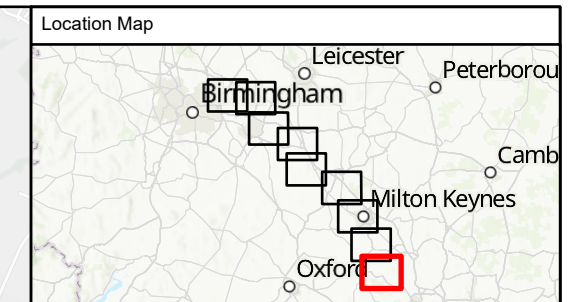 Location Map
Leicester
Peterborou
Birmingham
Camb
Milton Keynes
Oxford